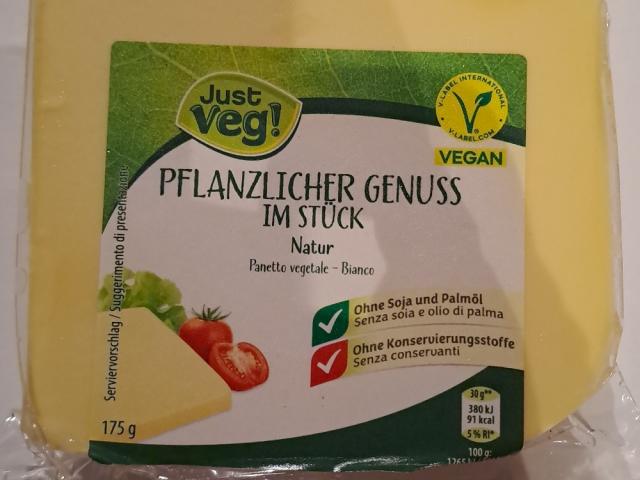 Just
Veg!
V-LABEL INTERNATIONAL
V-LABEL.COM
VEGAN
PFLANZLICHER GENUSS
IM STÜCK
Natur
Panetto vegetale – Bianco
Serviervorschlag / Suggerimento di presentazione
Ohne Soja und Palmöl
Senza soia e olio di palma
Ohne Konservierungsstoffe
Senza conservanti
175 g
30 g**
380 kJ
91 kcal
5 % RI*
100 g: